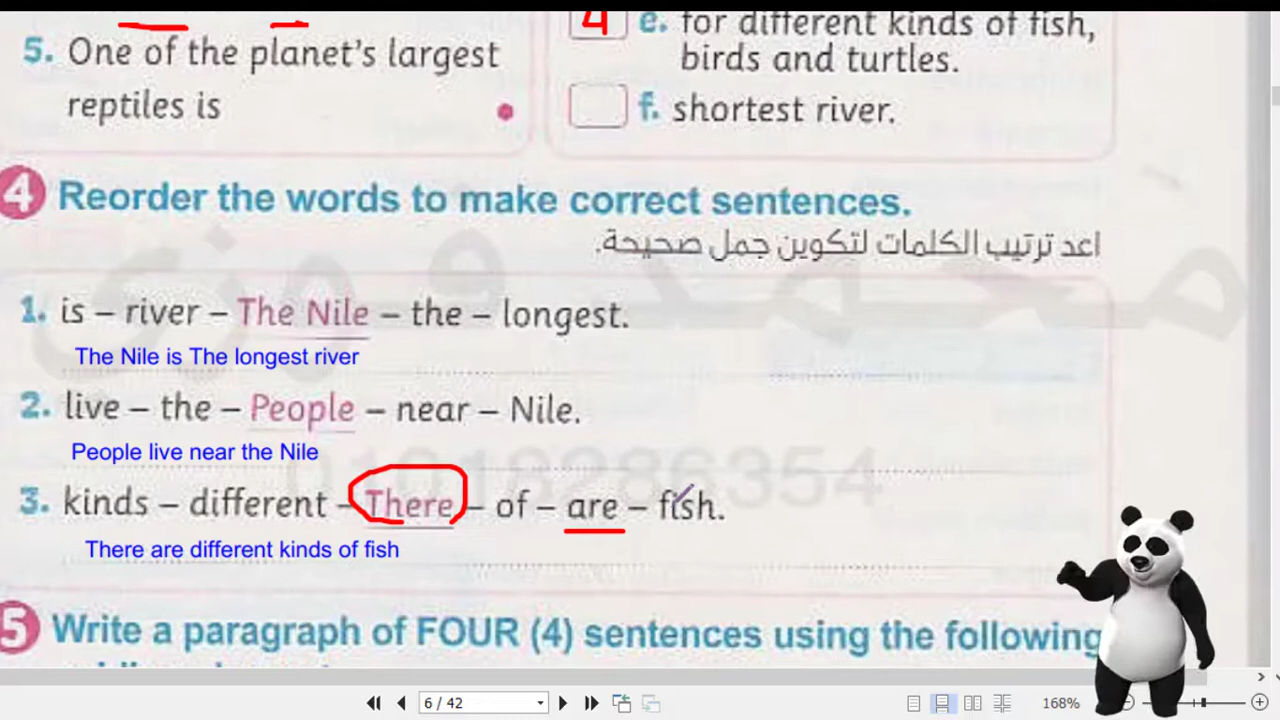 5. One of the planet's largest
reptiles is
4 e. for different kinds of fish,
birds and turtles.
f. shortest river.
4 Reorder the words to make correct sentences.
اعد ترتيب الكلمات لتكوين جمل صحيحة.
محمد فوزي
1. is – river – The Nile – the – longest.
The Nile is The longest river
2. live – the – People – near – Nile.
People live near the Nile
01018286354
3. kinds – different – There – of – are – fish.
There are different kinds of fish
5 Write a paragraph of FOUR (4) sentences using the following
6 / 42
168%